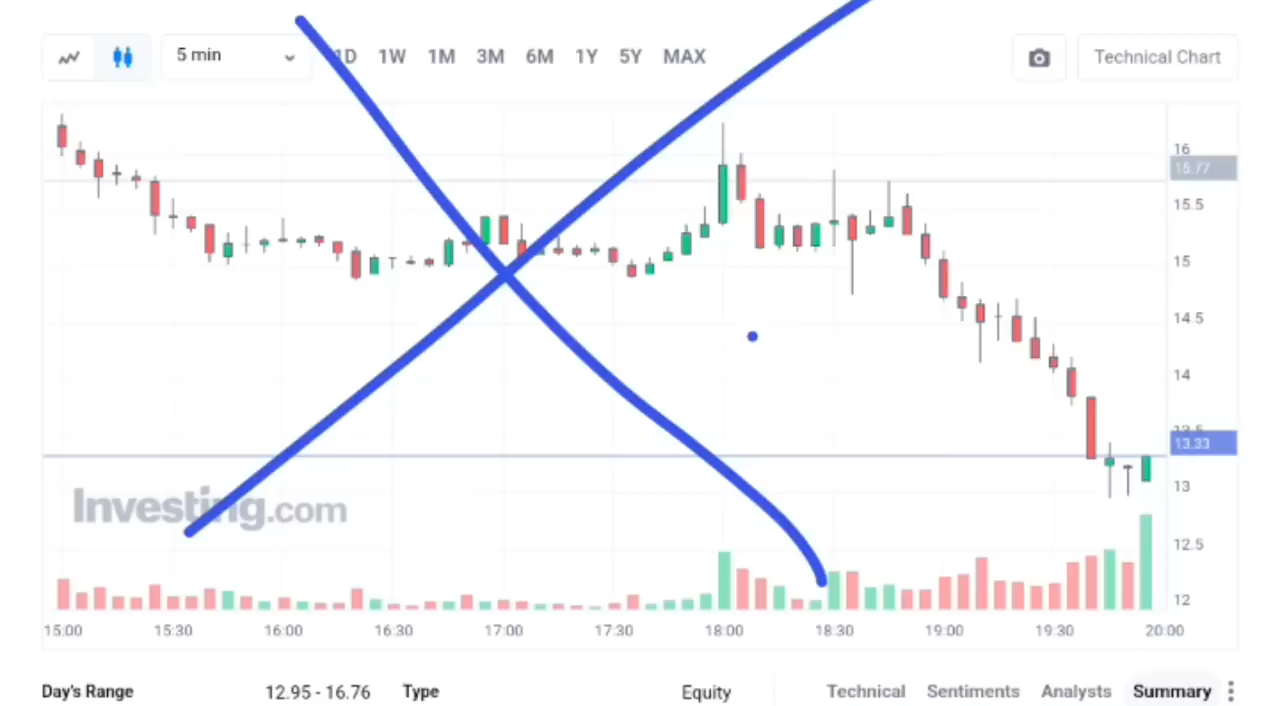 5 min 1D 1W 1M 3M 6M 1Y 5Y MAX Technical Chart
16
15.77
15.5
15
14.5
14
13.5
13.33
13
12.5
12
Investing.com
15:00 15:30 16:00 16:30 17:00 17:30 18:00 18:30 19:00 19:30 20:00
Day's Range 12.95 - 16.76 Type Equity Technical Sentiments Analysts Summary